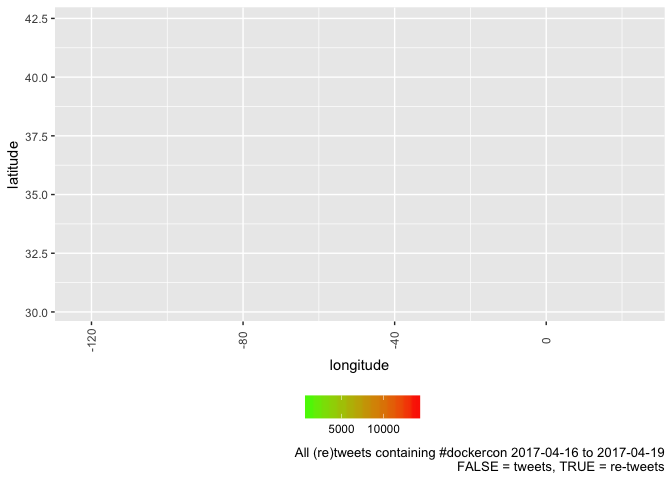 42.5
40.0
37.5
35.0
32.5
30.0
latitude
-120
-80
-40
0
longitude
5000 10000
All (re)tweets containing #dockercon 2017-04-16 to 2017-04-19
FALSE = tweets, TRUE = re-tweets